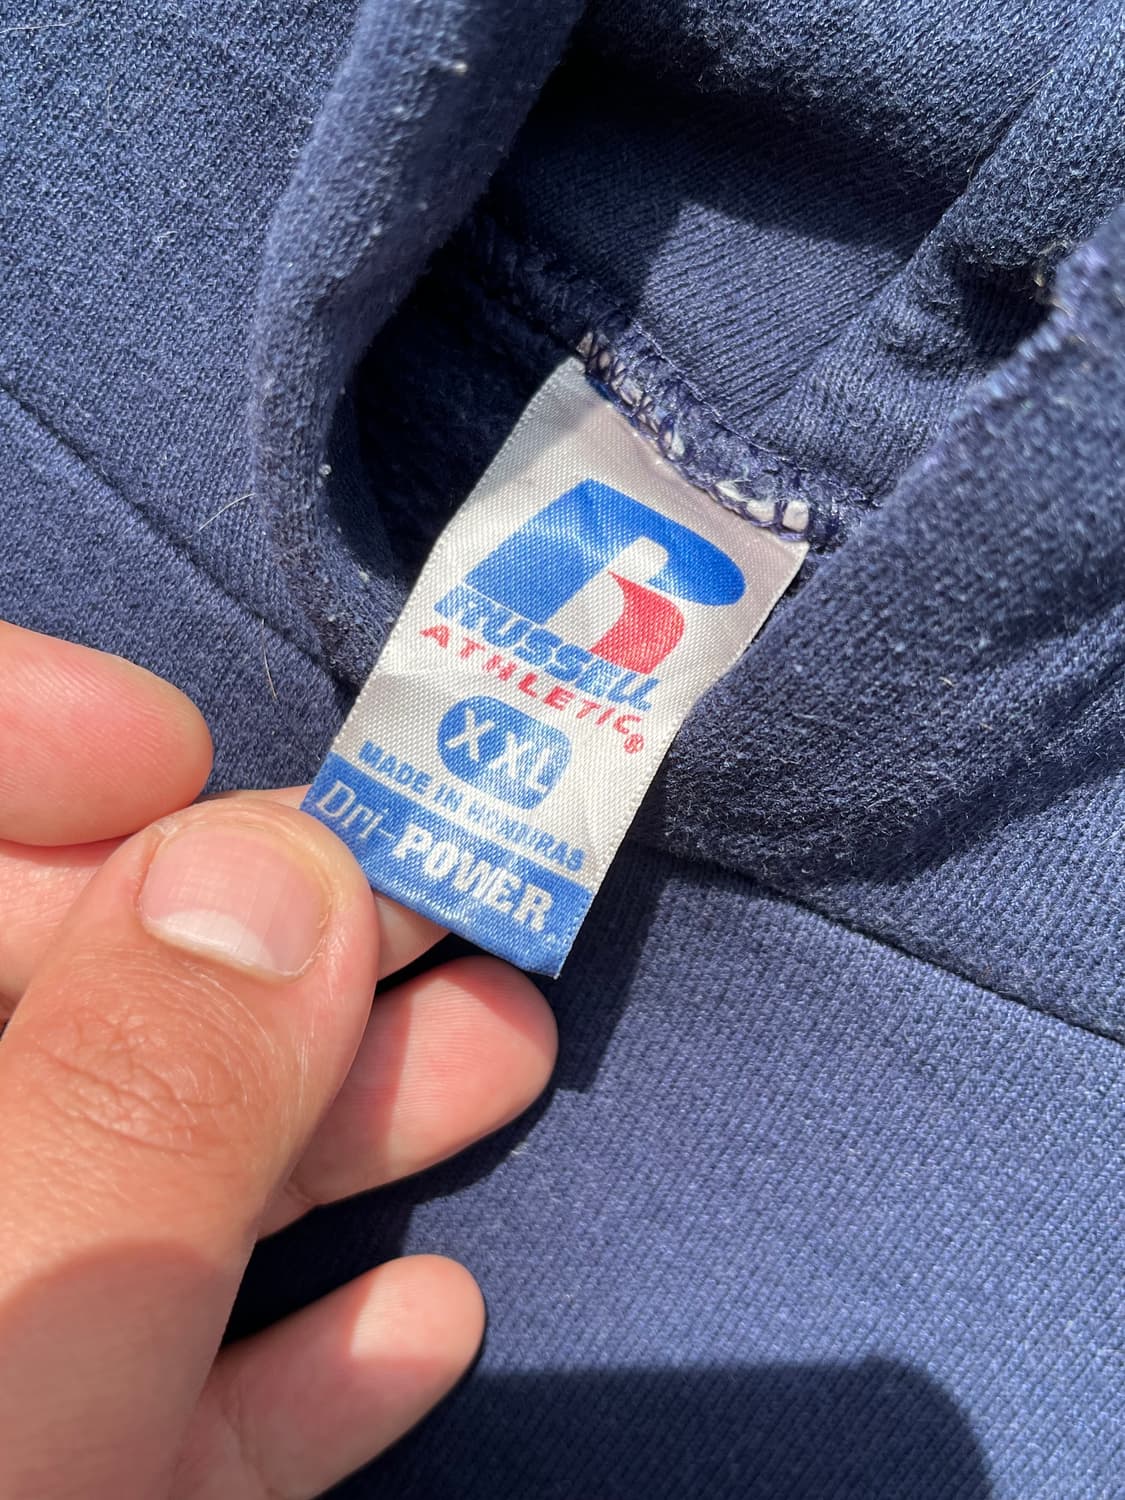 RUSSELL
ATHLETIC®
XXL
MADE IN HONDURAS
Dri-POWER